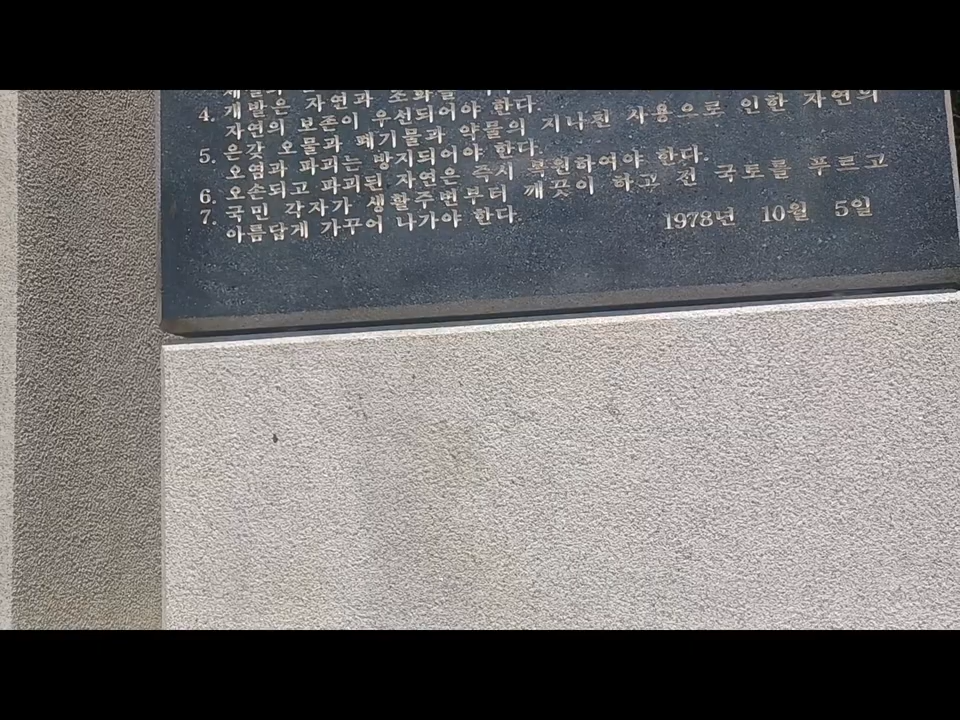 4. 개발은 자연과 조화를
자연의 보존이 우선되어야 한다.
5. 온갖 오물과 폐기물과 약물의 지나친 사용으로 인한 자연의
오염과 파괴는 방지되어야 한다.
6. 오손되고 파괴된 자연은 즉시 복원하여야 한다.
7. 국민 각자가 생활주변부터 깨끗이 하고 전 국토를 푸르고
아름답게 가꾸어 나가야 한다.
1978년 10월 5일